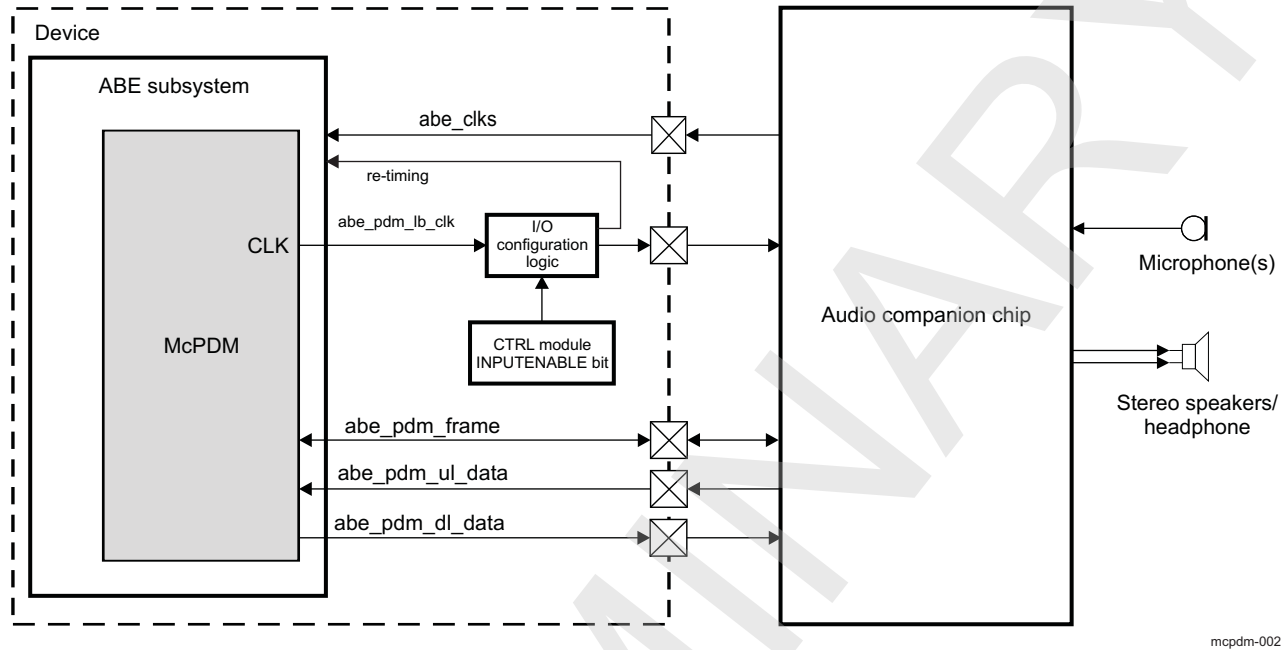 Device
ABE subsystem
abe_clks
re-timing
abe_pdm_lb_clk
I/O
configuration
logic
CLK
Microphone(s)
Audio companion chip
McPDM
CTRL module
INPUTENABLE bit
Stereo speakers/
headphone
abe_pdm_frame
abe_pdm_ul_data
abe_pdm_dl_data
mcpdm-002